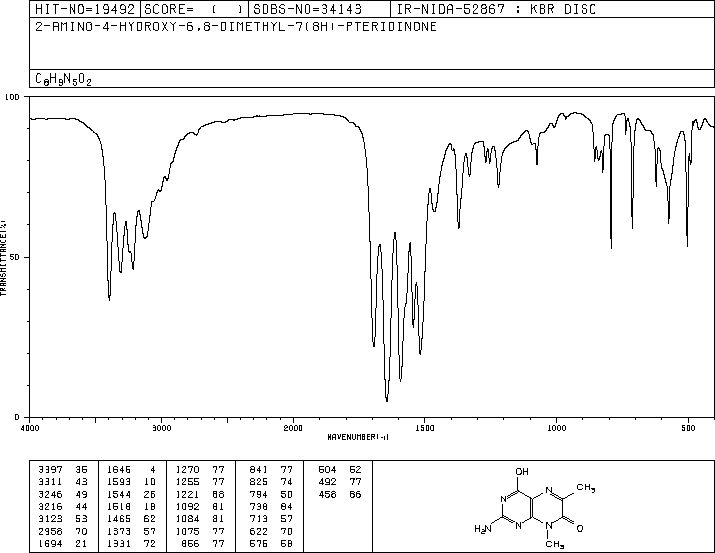 HIT-NO=19492 SCORE= ( ) SDBS-NO=34143 IR-NIDA-52867 : KBR DISC
2-AMINO-4-HYDROXY-6,8-DIMETHYL-7(8H)-PTERIDINONE
C8H9N5O2
100
50
0
TRANSMITTANCE(%)
4000 3000 2000 1500 1000 500
WAVENUMBER(-1)
3397 35 1646 4 1270 77 841 77 504 52
3311 43 1593 10 1255 77 825 74 492 77
3246 49 1544 26 1221 68 794 50 458 86
3216 44 1518 18 1092 81 738 84
3123 53 1465 62 1084 81 713 57
2956 70 1373 57 1075 77 622 70
1694 21 1331 72 856 77 576 58
OH
N N CH3
H2N N N O
CH3